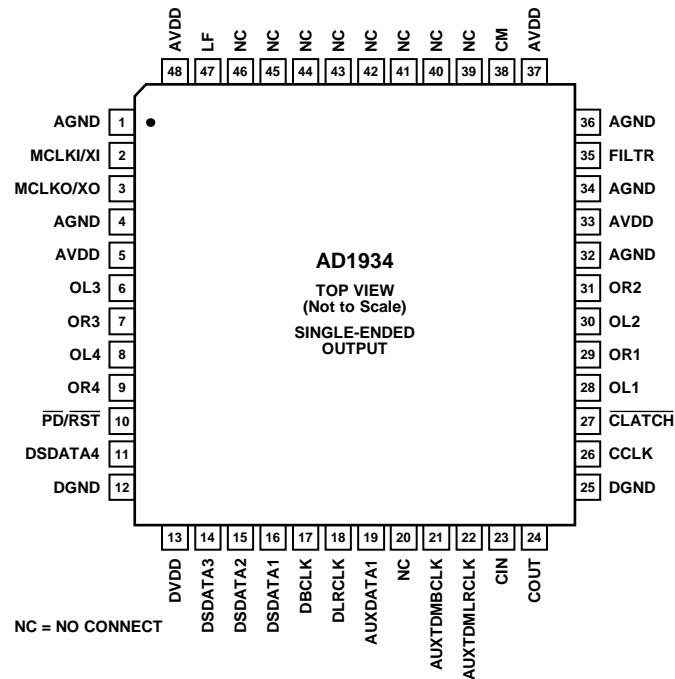 AVDD
LF
NC
NC
NC
NC
NC
NC
NC
NC
CM
AVDD
48 47 46 45 44 43 42 41 40 39 38 37
AGND 1
MCLKI/XI 2
MCLKO/XO 3
AGND 4
AVDD 5
OL3 6
OR3 7
OL4 8
OR4 9
PD/RST 10
DSDATA4 11
DGND 12
AD1934
TOP VIEW
(Not to Scale)
SINGLE-ENDED
OUTPUT
36 AGND
35 FILTR
34 AGND
33 AVDD
32 AGND
31 OR2
30 OL2
29 OR1
28 OL1
27 CLATCH
26 CCLK
25 DGND
13 14 15 16 17 18 19 20 21 22 23 24
DVDD
DSDATA3
DSDATA2
DSDATA1
DBCLK
DLRCLK
AUXDATA1
NC
AUXTDMBCLK
AUXTDMLRCLK
CIN
COUT
NC = NO CONNECT